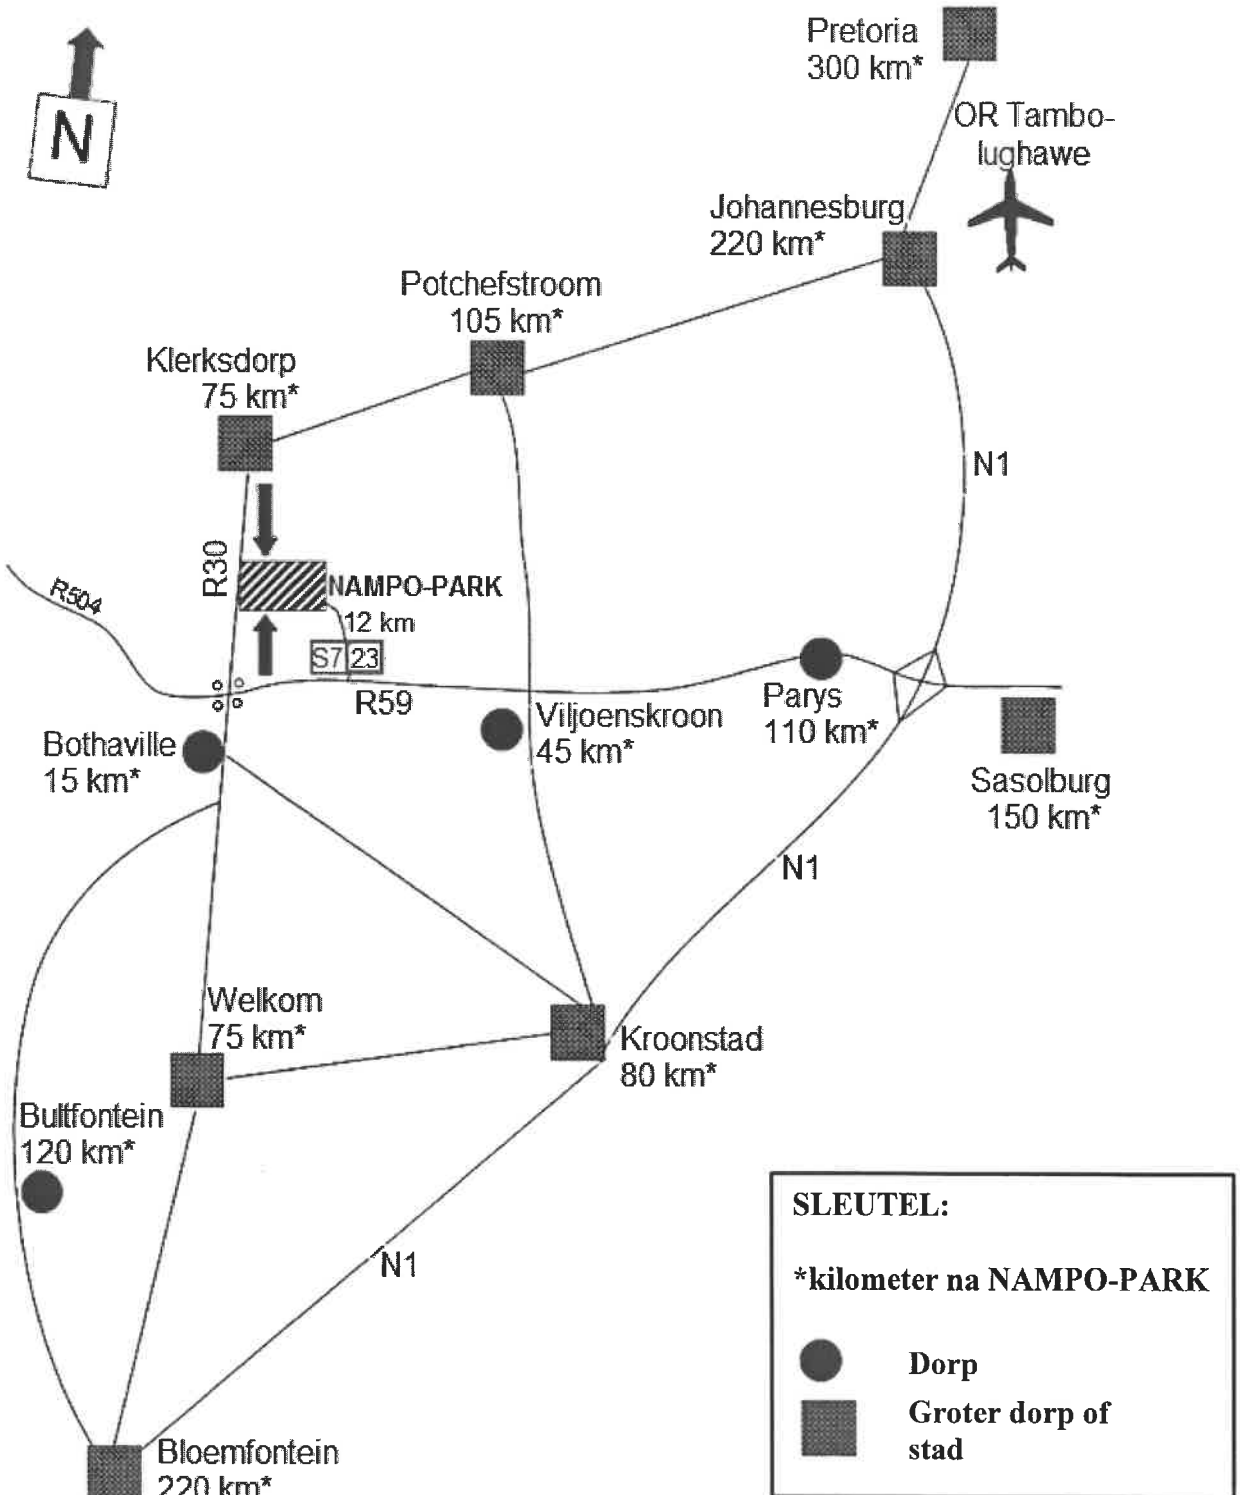 N
Pretoria
300 km*
OR Tambo-
lughawe
Johannesburg
220 km*
Potchefstroom
105 km*
Klerksdorp
75 km*
N1
R30
R504
NAMPO-PARK
12 km
S7 23
R59
Parys
110 km*
Viljoenskroon
45 km*
Bothaville
15 km*
Sasolburg
150 km*
N1
Welkom
75 km*
Kroonstad
80 km*
Bultfontein
120 km*
N1
SLEUTEL:
*kilometer na NAMPO-PARK
Dorp
Groter dorp of
stad
Bloemfontein
220 km*